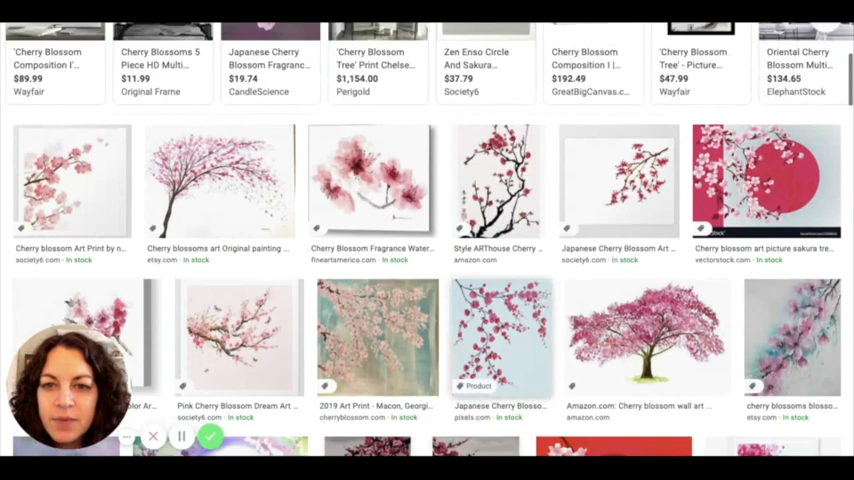 'Cherry Blossom
Composition I'...
$89.99
Wayfair
Cherry Blossoms 5
Piece HD Multi...
$11.99
Original Frame
Japanese Cherry
Blossom Fragranc...
$19.74
CandleScience
'Cherry Blossom
Tree' Print Chelse...
$1,154.00
Perigold
Zen Enso Circle
And Sakura...
$37.79
Society6
Cherry Blossom
Composition I |...
$192.49
GreatBigCanvas.c...
'Cherry Blossom
Tree' - Picture...
$47.99
Wayfair
Oriental Cherry
Blossom Multi...
$134.65
ElephantStock
Cherry blossom Art Print by n...
society6.com · In stock
Cherry blossoms art Original painting ...
etsy.com · In stock
Cherry Blossom Fragrance Water...
fineartamerica.com · In stock
Style ARThouse Cherry ...
amazon.com
Japanese Cherry Blossom Art ...
society6.com · In stock
Cherry blossom art picture sakura tre...
vectorstock.com · In stock
olor Ar...
Pink Cherry Blossom Dream Art ...
society6.com · In stock
2019 Art Print - Macon, Georgi...
cherryblossom.com · In stock
Product
Japanese Cherry Blosso...
pixels.com · In stock
Amazon.com: Cherry blossom wall art ...
amazon.com
cherry blossoms blosso...
etsy.com · In stock